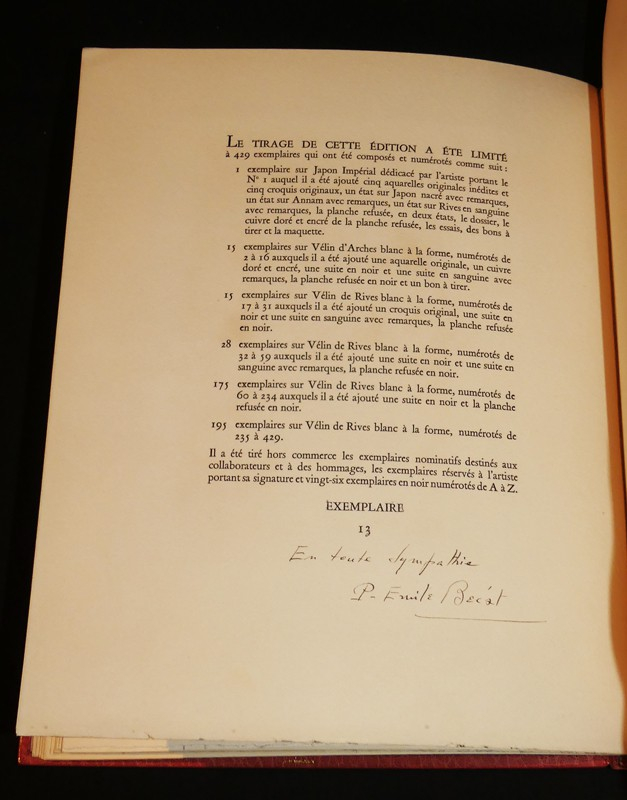 LE TIRAGE DE CETTE ÉDITION A ÉTE LIMITÉ
à 429 exemplaires qui ont été composés et numérotés comme suit :
1 exemplaire sur Japon Impérial dédicacé par l'artiste portant le
N° 1 auquel il a été ajouté cinq aquarelles originales inédites et
cinq croquis originaux, un état sur Japon nacré avec remarques,
un état sur Annam avec remarques, un état sur Rives en sanguine
avec remarques, la planche refusée, en deux états, le dossier, le
cuivre doré et encré de la planche refusée, les essais, des bons à
tirer et la maquette.
15 exemplaires sur Vélin d'Arches blanc à la forme, numérotés de
2 à 16 auxquels il a été ajouté une aquarelle originale, un cuivre
doré et encré, une suite en noir et une suite en sanguine avec
remarques, la planche refusée en noir et un bon à tirer.
15 exemplaires sur Vélin de Rives blanc à la forme, numérotés de
17 à 31 auxquels il a été ajouté un croquis original, une suite en
noir et une suite en sanguine avec remarques, la planche refusée
en noir.
28 exemplaires sur Vélin de Rives blanc à la forme, numérotés de
32 à 59 auxquels il a été ajouté une suite en noir et une suite en
sanguine avec remarques, la planche refusée en noir.
175 exemplaires sur Vélin de Rives blanc à la forme, numérotés de
60 à 234 auxquels il a été ajouté une suite en noir et la planche
refusée en noir.
195 exemplaires sur Vélin de Rives blanc à la forme, numérotés de
235 à 429.
Il a été tiré hors commerce les exemplaires nominatifs destinés aux
collaborateurs et à des hommages, les exemplaires réservés à l'artiste
portant sa signature et vingt-six exemplaires en noir numérotés de A à Z.
EXEMPLAIRE
13
En toute sympathie
P-Emile Bécat